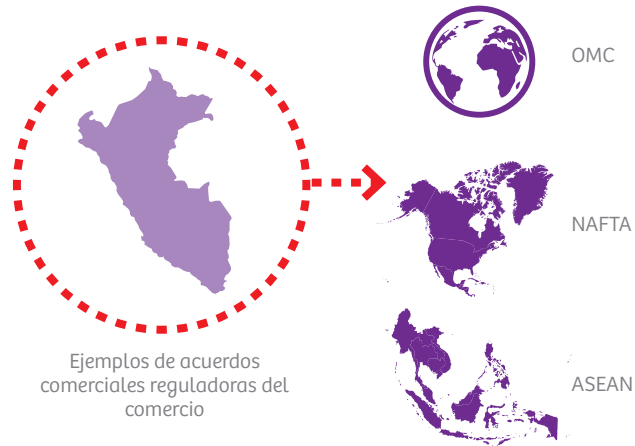 OMC
NAFTA
ASEAN
Ejemplos de acuerdos
comerciales reguladoras del
comercio